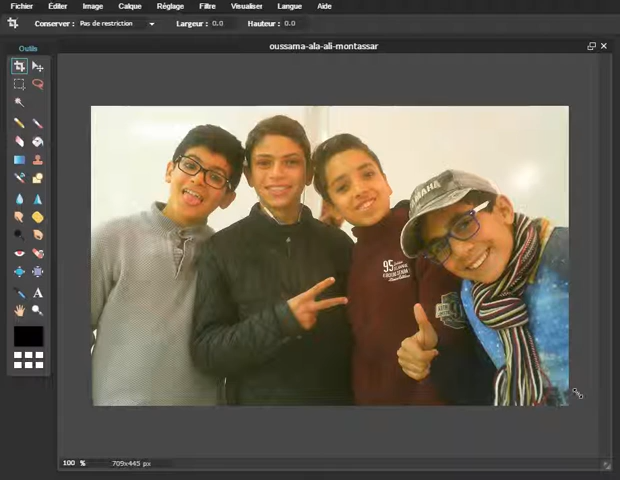 Fichier Éditer Image Calque Réglage Filtre Visualiser Langue Aide
Conserver : Pas de restriction Largeur : 0.0 Hauteur : 0.0
Outils
oussama-ala-ali-montassar
YAMAHA
95
A
100 % 709x445 px